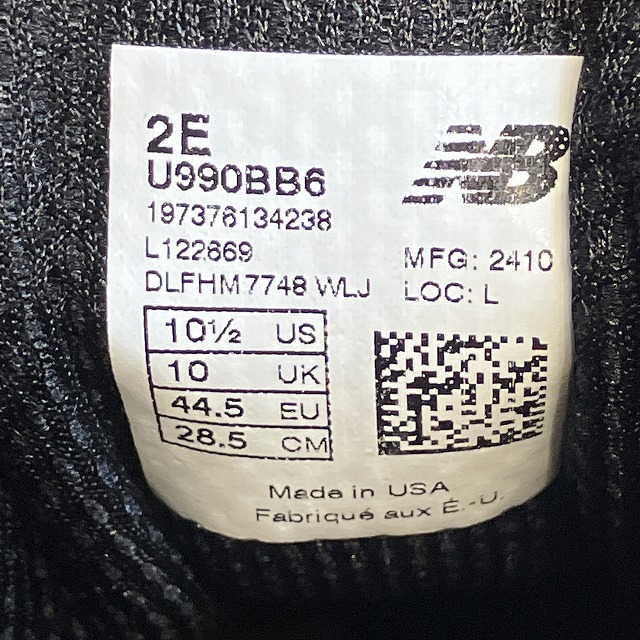 2E
U990BB6
197376134238
L122869
DLFHM7748 WLJ
NB
MFG: 2410
LOC: L
10½ US
10 UK
44.5 EU
28.5 CM
Made in USA
Fabriqué aux É.-U.